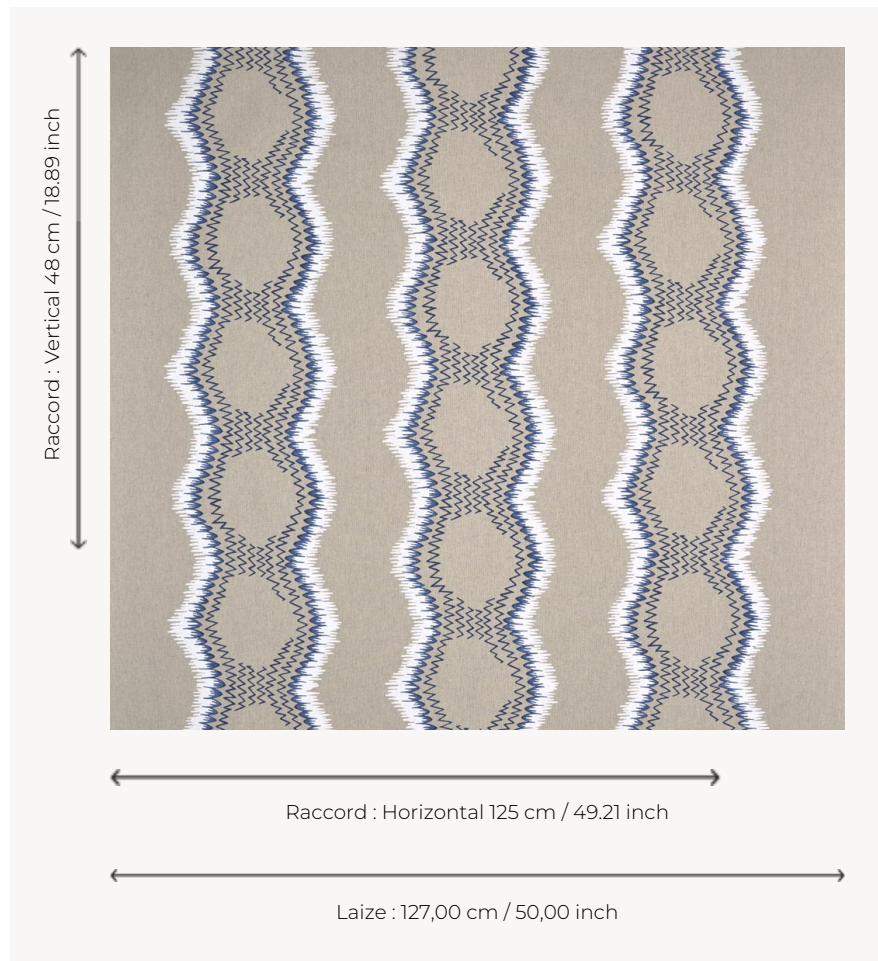 Raccord : Vertical 48 cm / 18.89 inch
Raccord : Horizontal 125 cm / 49.21 inch
Laize : 127,00 cm / 50,00 inch